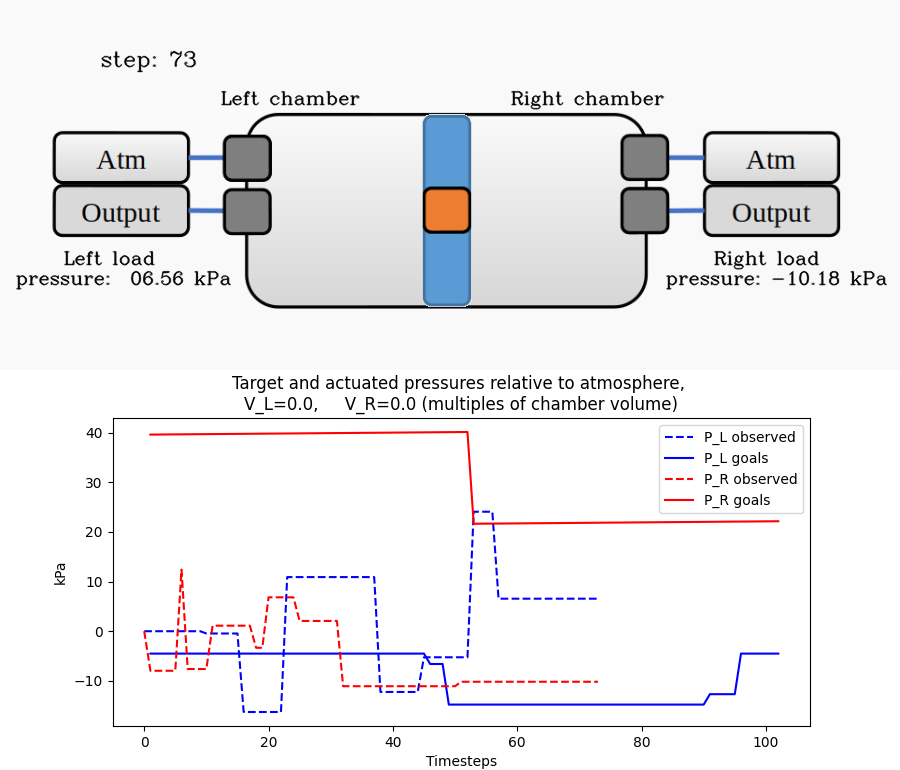 step: 73
Left chamber
Right chamber
Atm
Atm
Output
Output
Left load
pressure: 06.56 kPa
Right load
pressure: −10.18 kPa
Target and actuated pressures relative to atmosphere,
V_L=0.0, V_R=0.0 (multiples of chamber volume)
40
30
20
10
0
−10
kPa
P_L observed
P_L goals
P_R observed
P_R goals
0 20 40 60 80 100
Timesteps